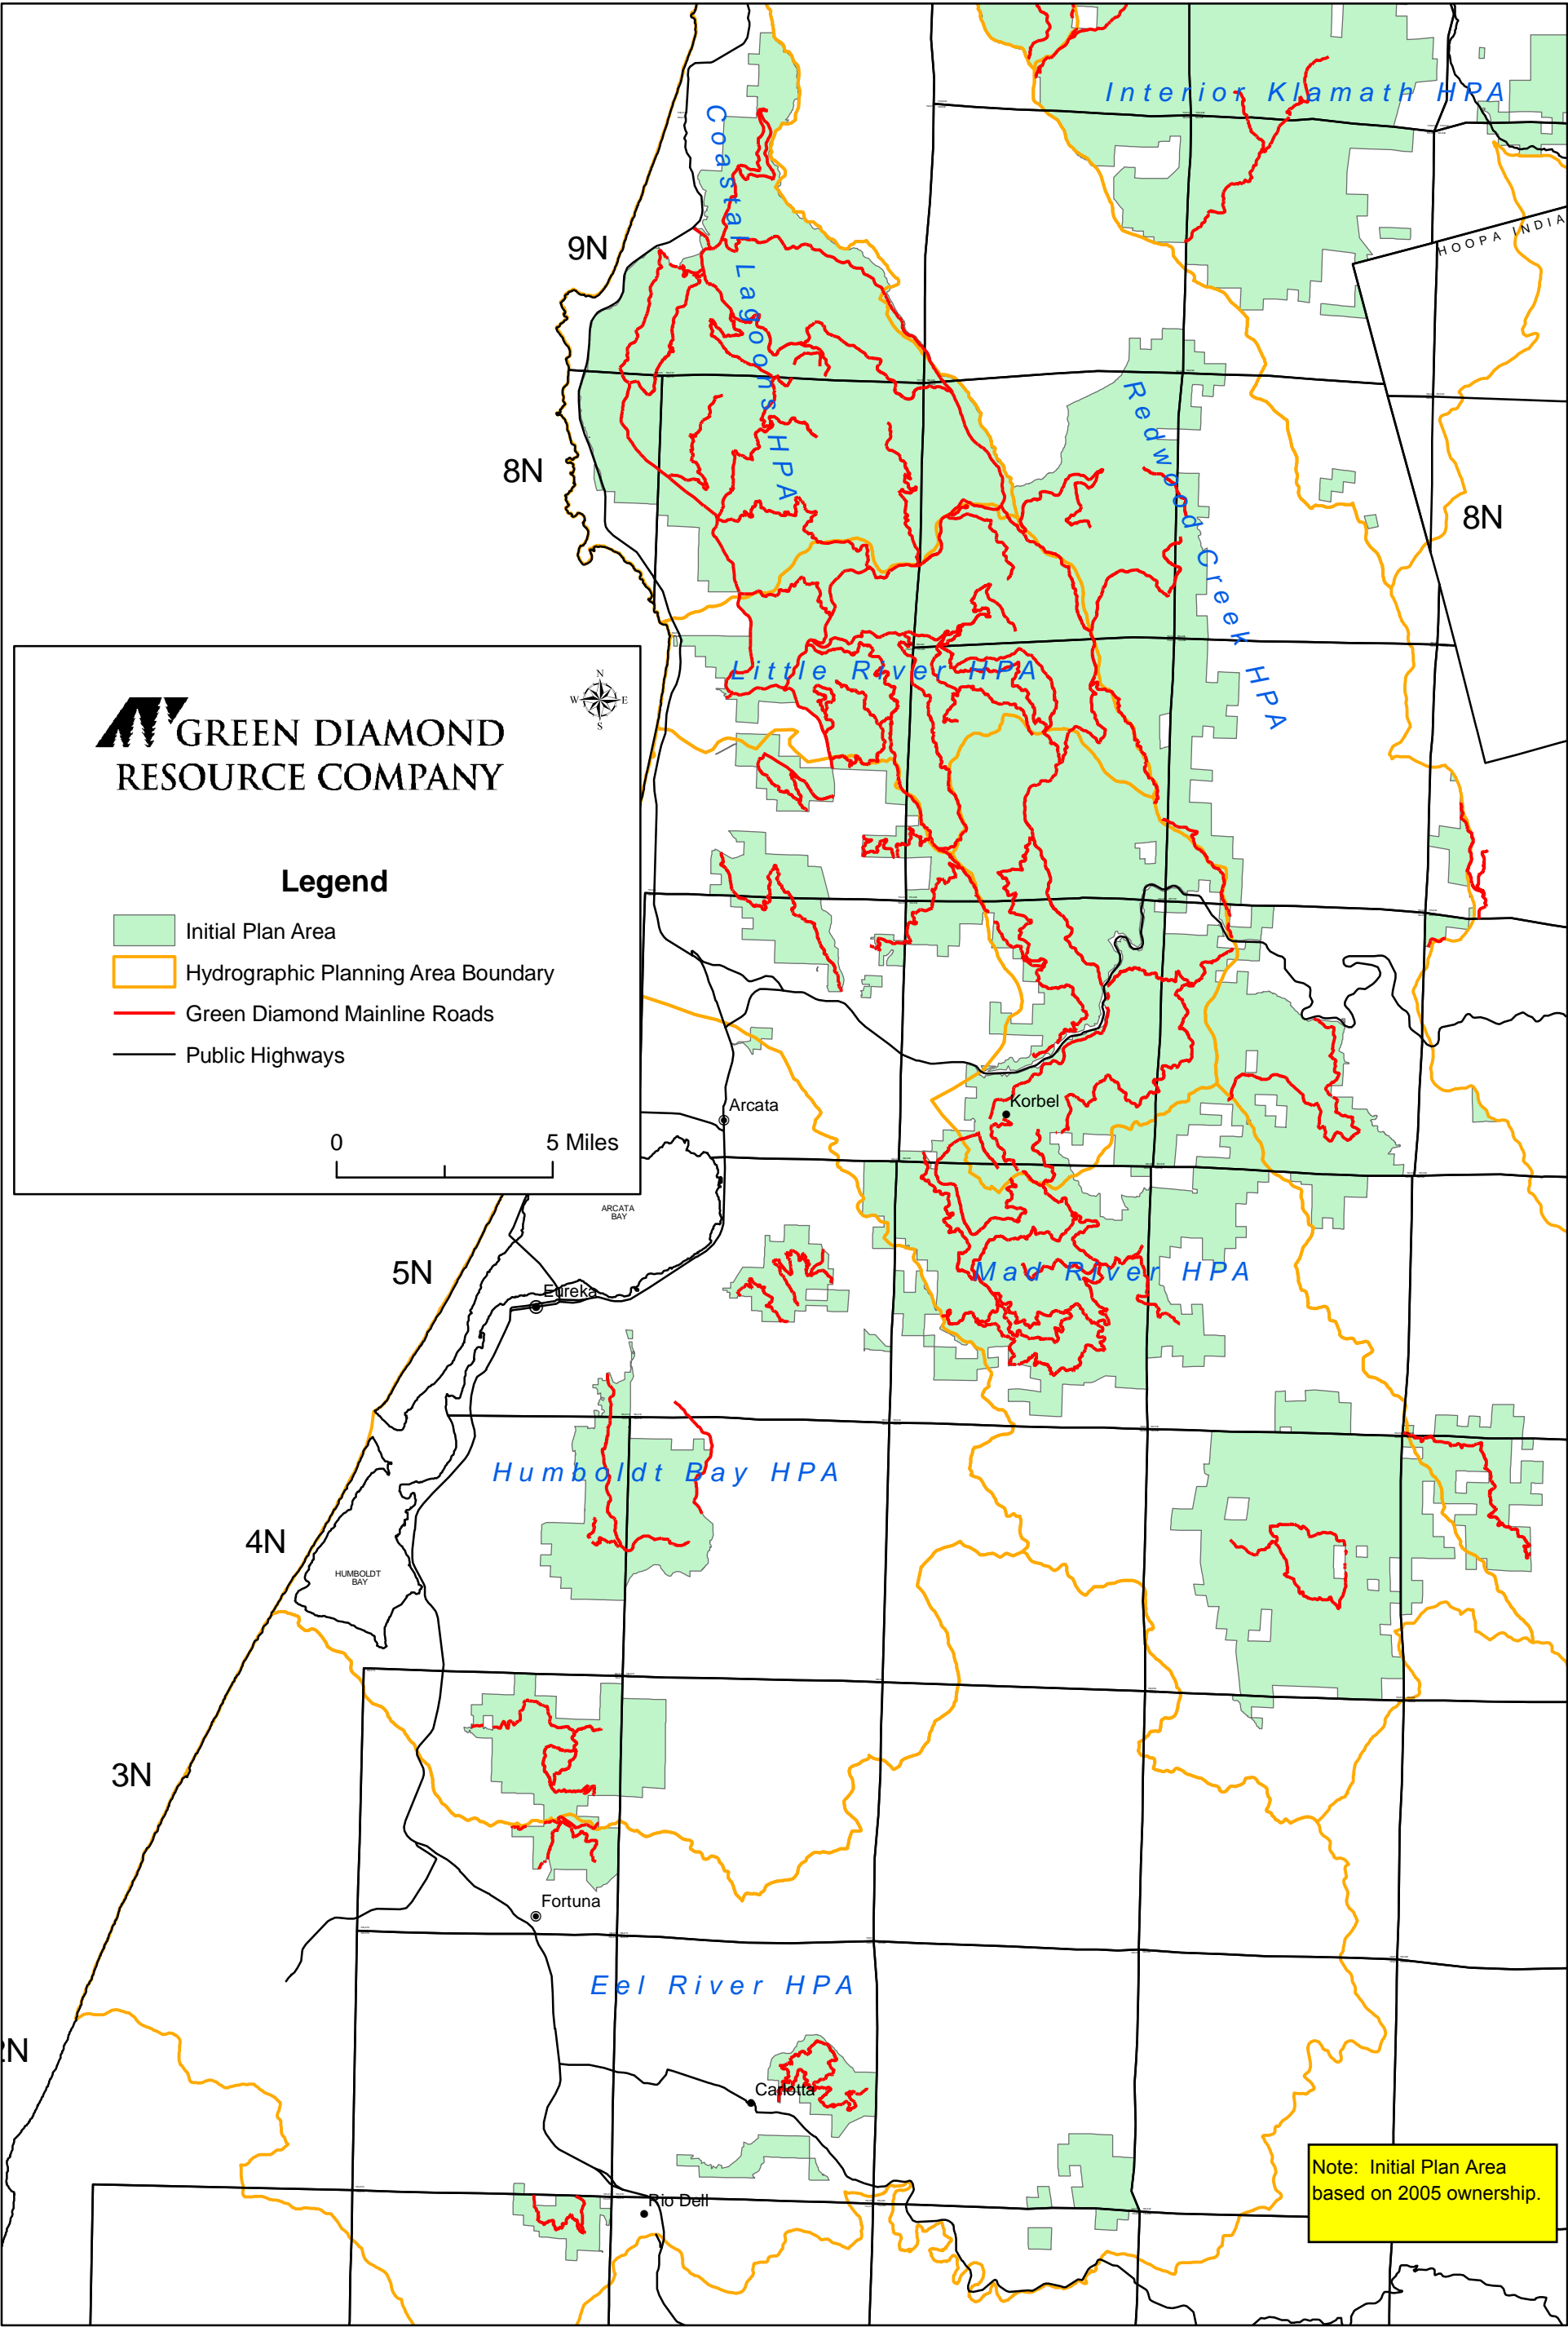 Interior Klamath HPA
Coastal Lagoons HPA
HOOPA INDIA
9N
Redwood Creek HPA
8N
8N
Little River HPA
N
W E
S
GREEN DIAMOND
RESOURCE COMPANY
Legend
Initial Plan Area
Hydrographic Planning Area Boundary
Green Diamond Mainline Roads
Public Highways
0 5 Miles
Arcata
Korbel
ARCATA
BAY
5N
Mad River HPA
Eureka
Humboldt Bay HPA
4N
HUMBOLDT
BAY
3N
Fortuna
Eel River HPA
2N
Carlotta
Rio Dell
Note: Initial Plan Area
based on 2005 ownership.